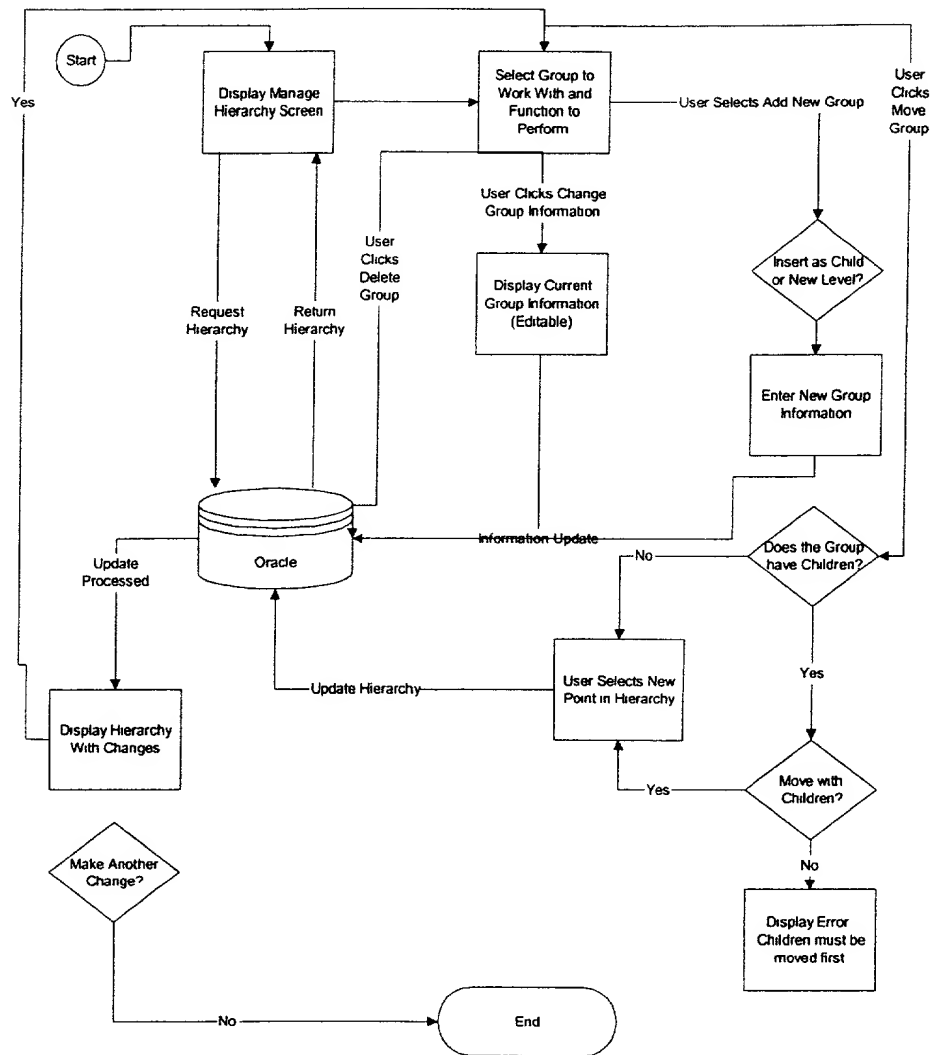 Start
Display Manage
Hierarchy Screen
Select Group to
Work With and
Function to
Perform
User Selects Add New Group
User
Clicks
Move
Group
Yes
User Clicks Change
Group Information
User
Clicks
Delete
Group
Insert as Child
or New Level?
Request
Hierarchy
Return
Hierarchy
Display Current
Group Information
(Editable)
Enter New Group
Information
Oracle
Information Update
Update
Processed
No
Does the Group
have Children?
Yes
User Selects New
Point in Hierarchy
Update Hierarchy
Display Hierarchy
With Changes
Yes
Move with
Children?
No
Make Another
Change?
Display Error
Children must be
moved first
No
End